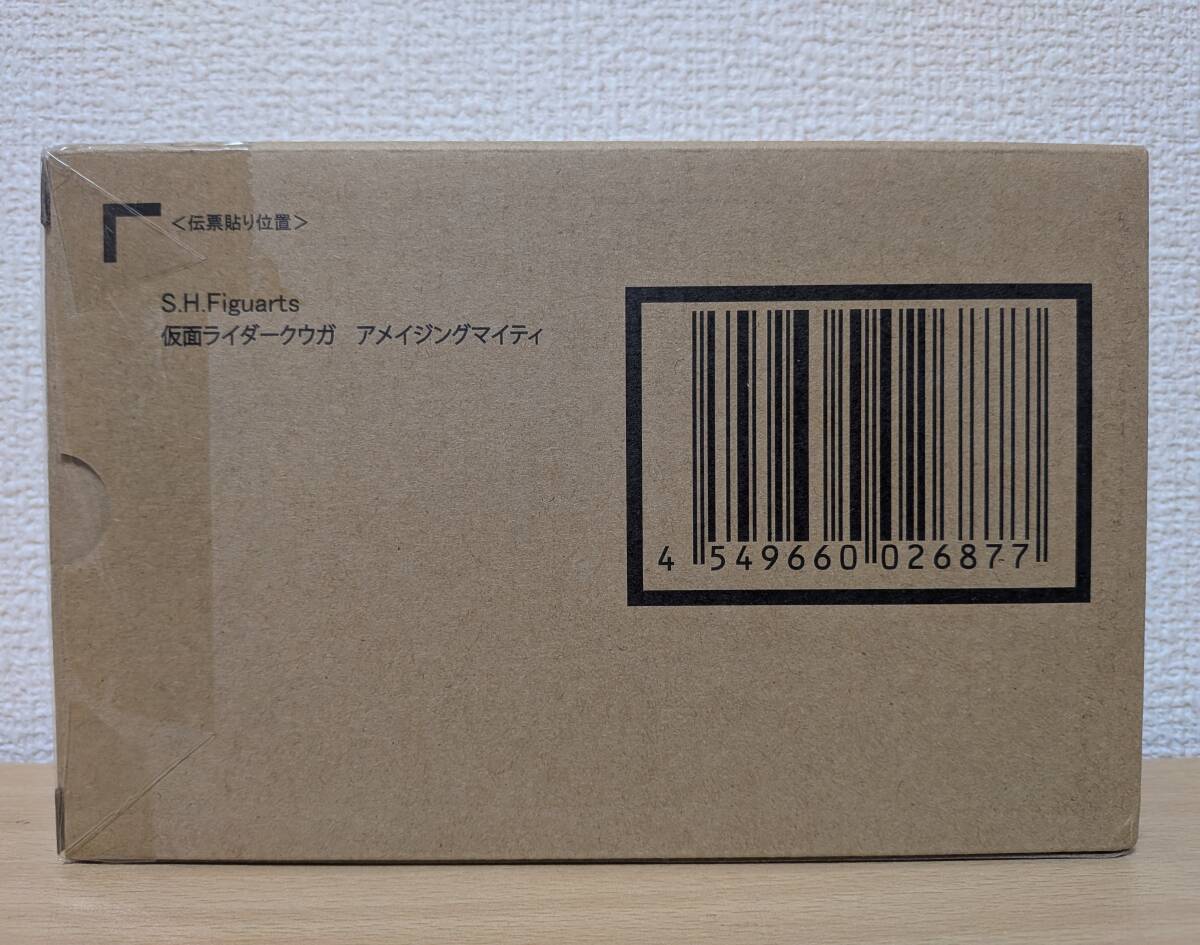 <伝票貼り位置>
S.H.Figuarts
仮面ライダークウガ　アメイジングマイティ
4 549660 026877